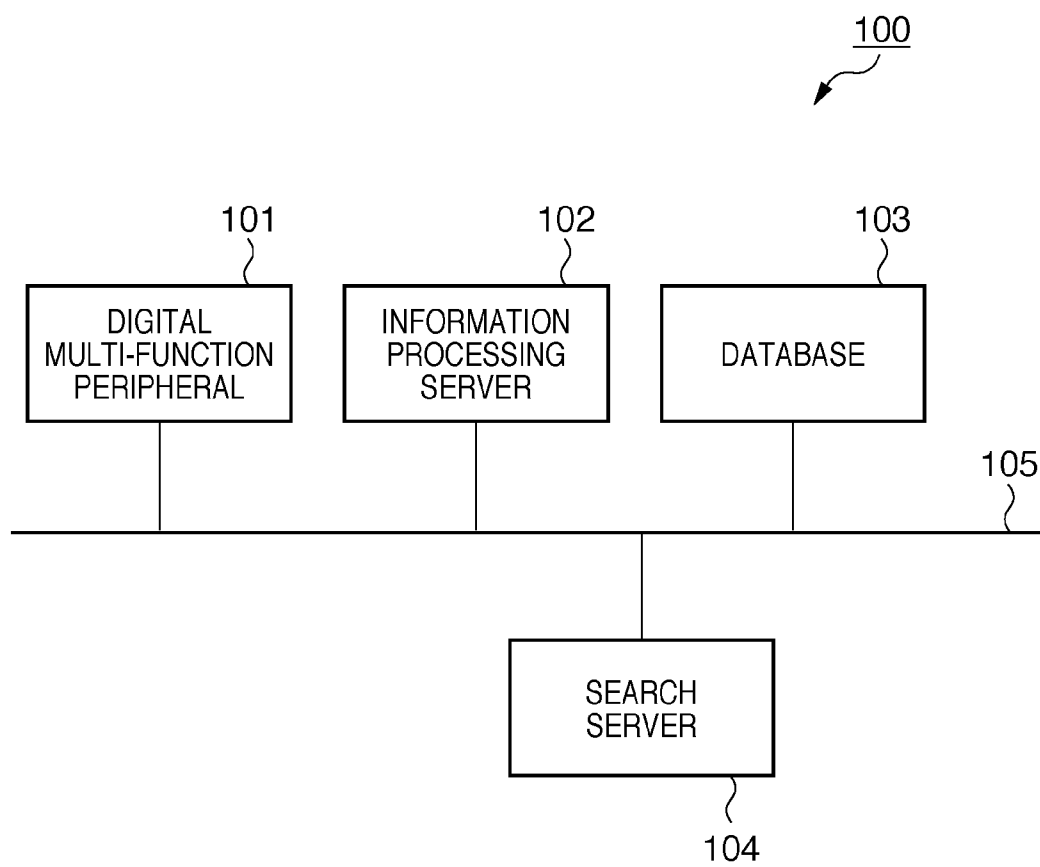 100
101
102
103
DIGITAL
MULTI-FUNCTION
PERIPHERAL
INFORMATION
PROCESSING
SERVER
DATABASE
105
SEARCH
SERVER
104